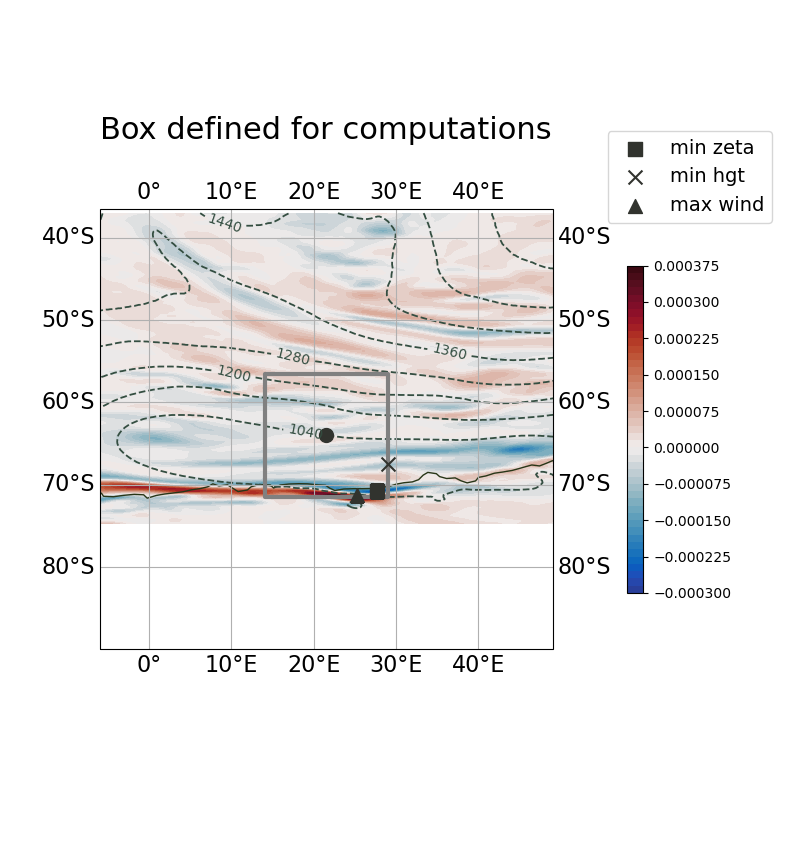 Box defined for computations
min zeta
min hgt
max wind
0° 10°E 20°E 30°E 40°E
1440
40°S 40°S
50°S 50°S
1360
1280
1200
60°S 60°S
1040
70°S 70°S
80°S 80°S
0° 10°E 20°E 30°E 40°E
0.000375
0.000300
0.000225
0.000150
0.000075
0.000000
−0.000075
−0.000150
−0.000225
−0.000300